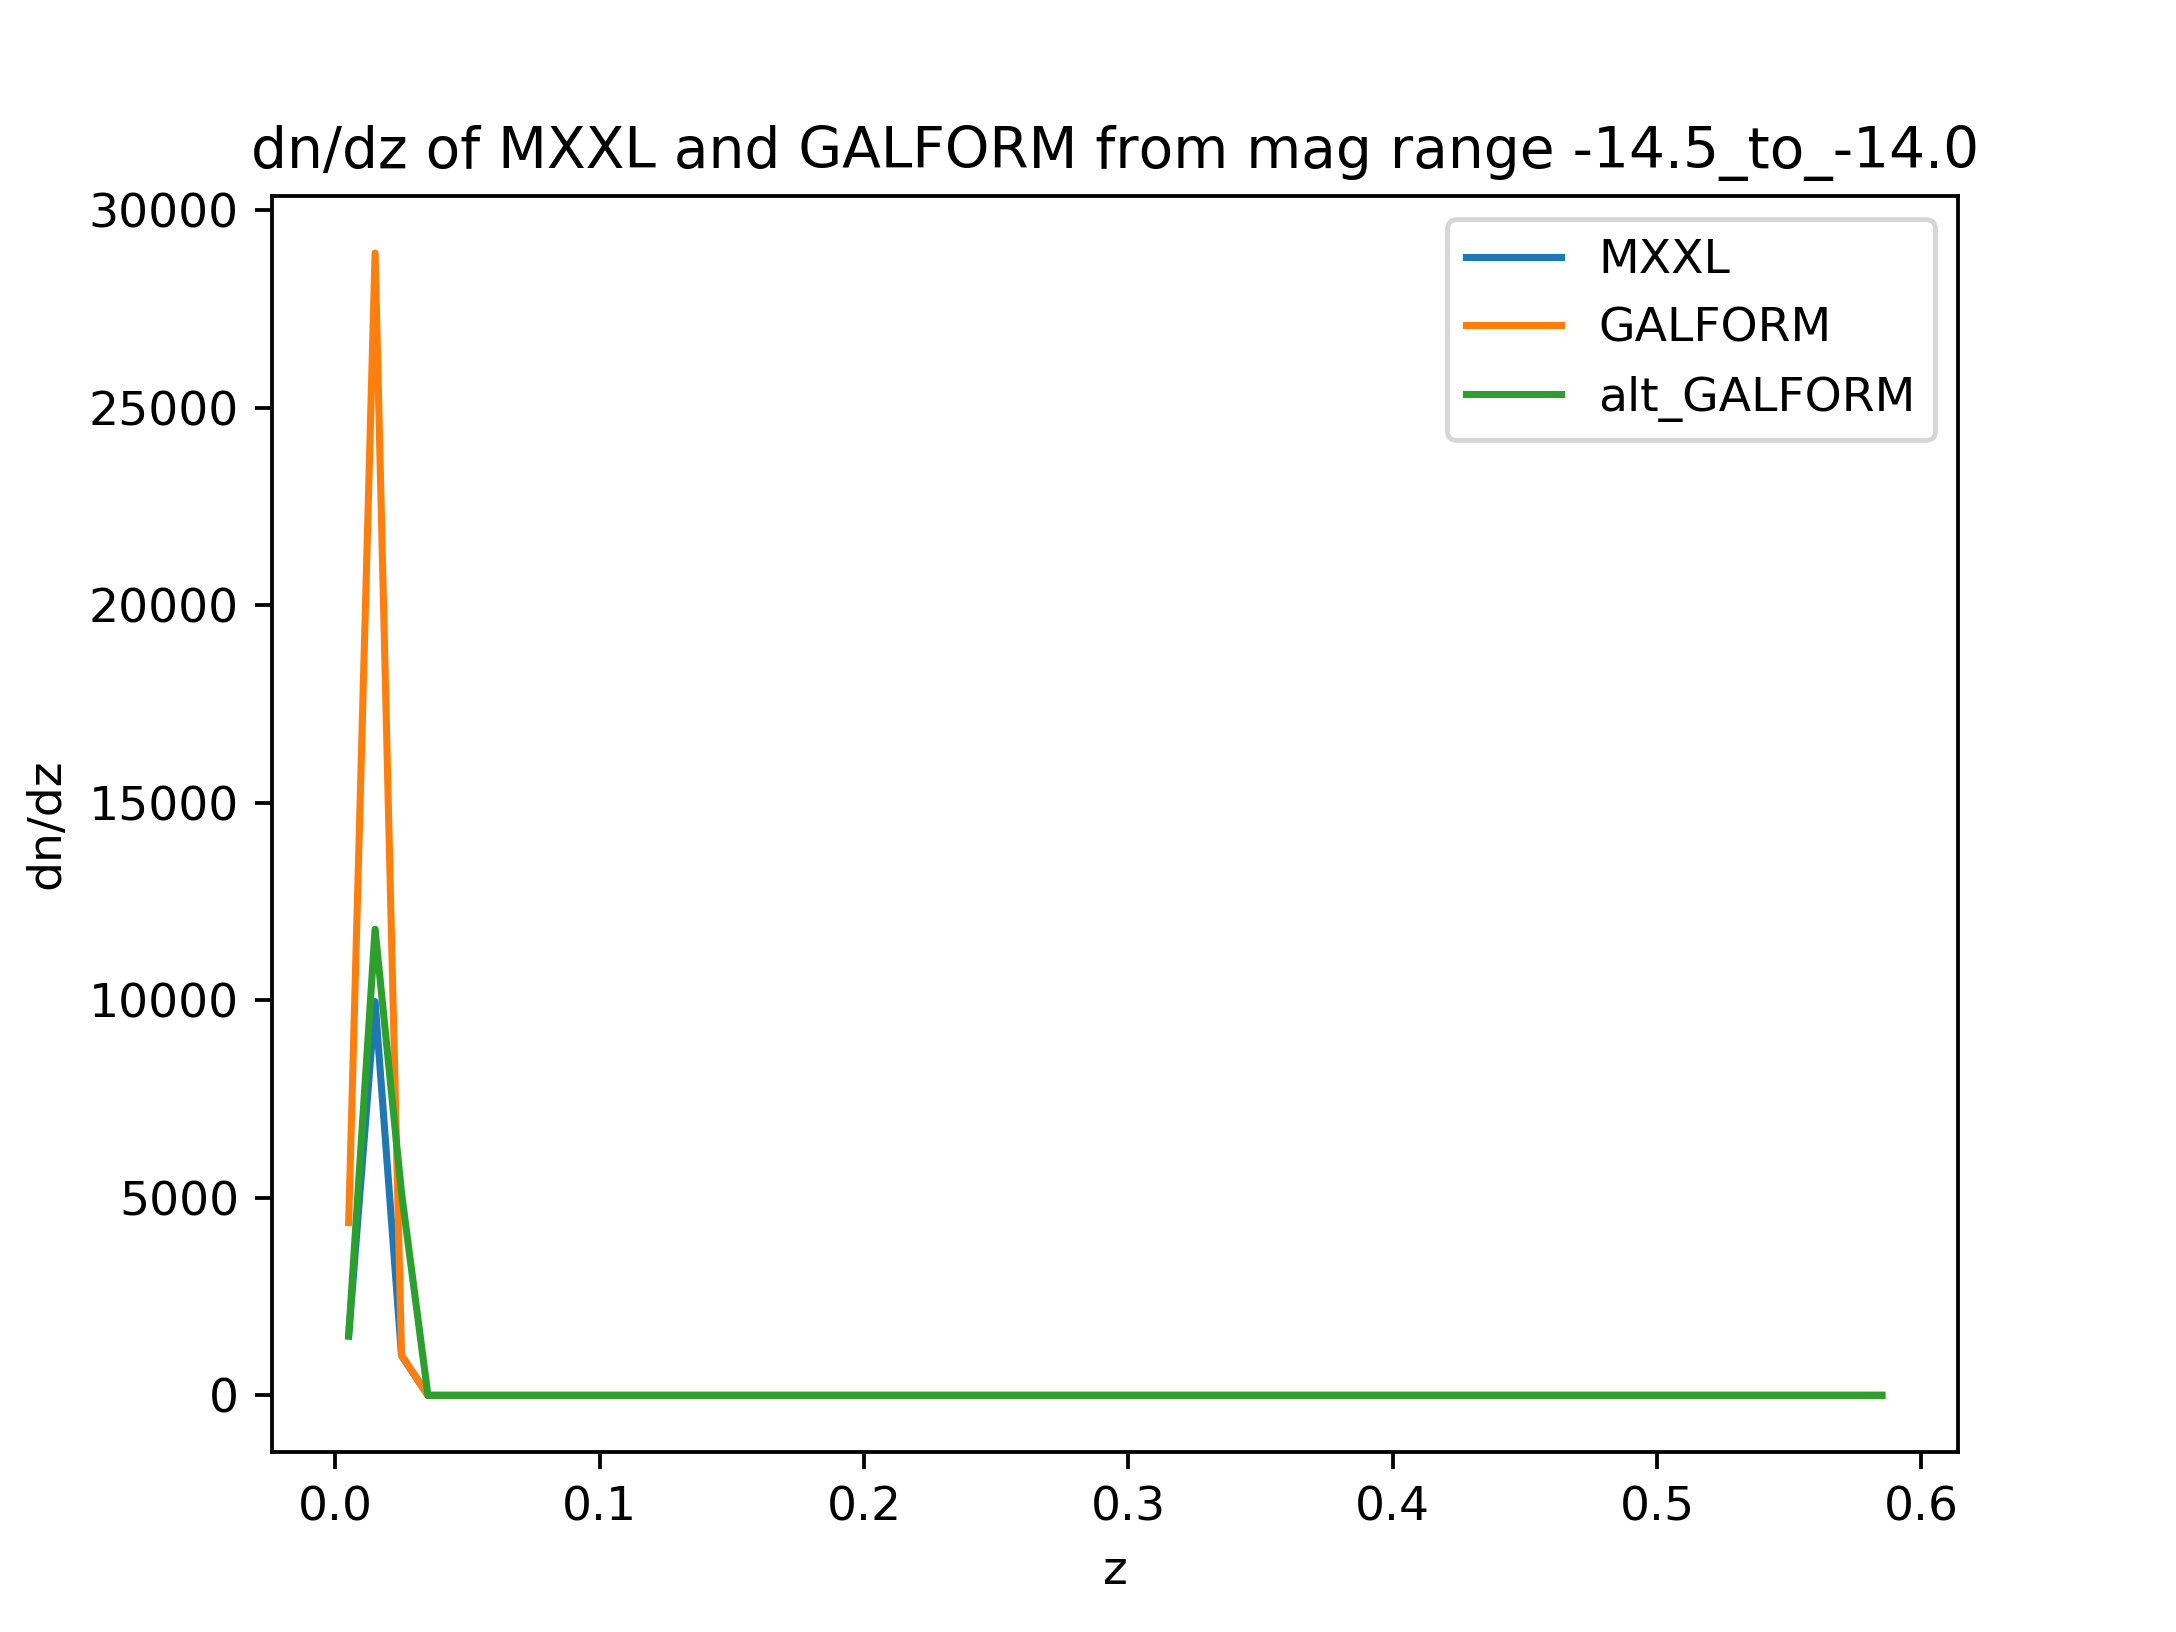 dn/dz of MXXL and GALFORM from mag range -14.5_to_-14.0
30000
25000
20000
15000
10000
5000
0
dn/dz
MXXL
GALFORM
alt_GALFORM
0.0 0.1 0.2 0.3 0.4 0.5 0.6
z